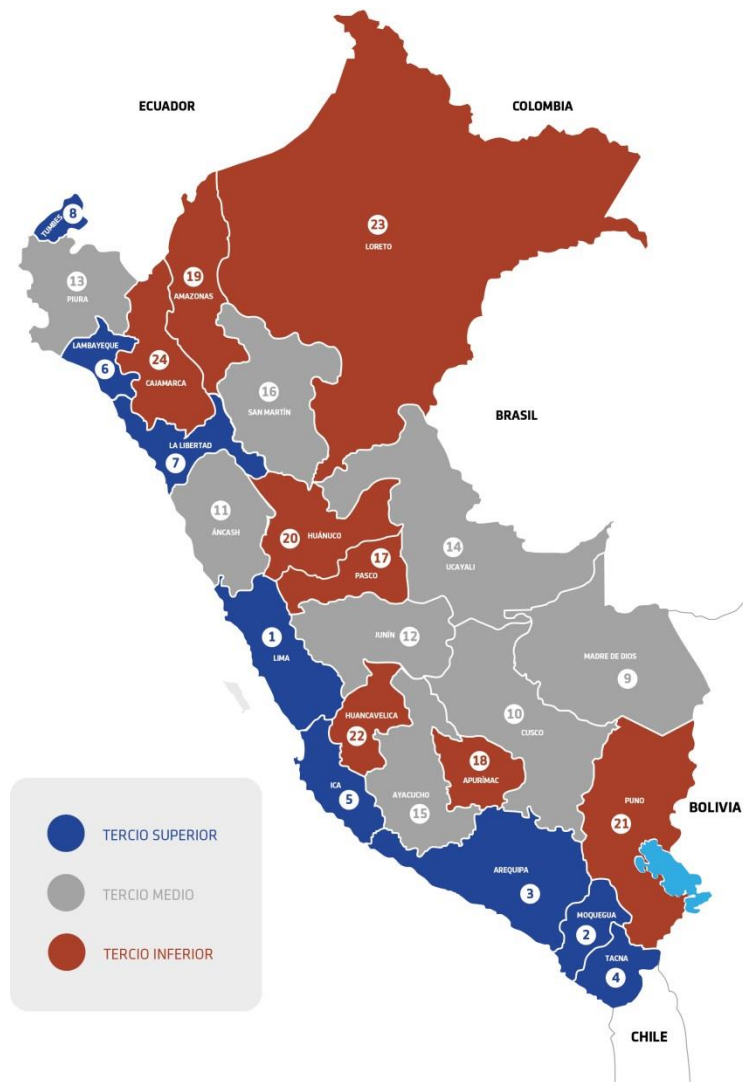 ECUADOR
COLOMBIA
8
TUMBES
23
LORETO
13
PIURA
19
AMAZONAS
LAMBAYEQUE
6
24
CAJAMARCA
16
SAN MARTÍN
BRASIL
LA LIBERTAD
7
11
ÁNCASH
20
HUÁNUCO
17
PASCO
14
UCAYALI
1
LIMA
JUNÍN
12
MADRE DE DIOS
9
HUANCAVELICA
22
10
CUSCO
18
APURÍMAC
ICA
5
AYACUCHO
15
PUNO
21
BOLIVIA
AREQUIPA
3
MOQUEGUA
2
TACNA
4
CHILE
TERCIO SUPERIOR
TERCIO MEDIO
TERCIO INFERIOR